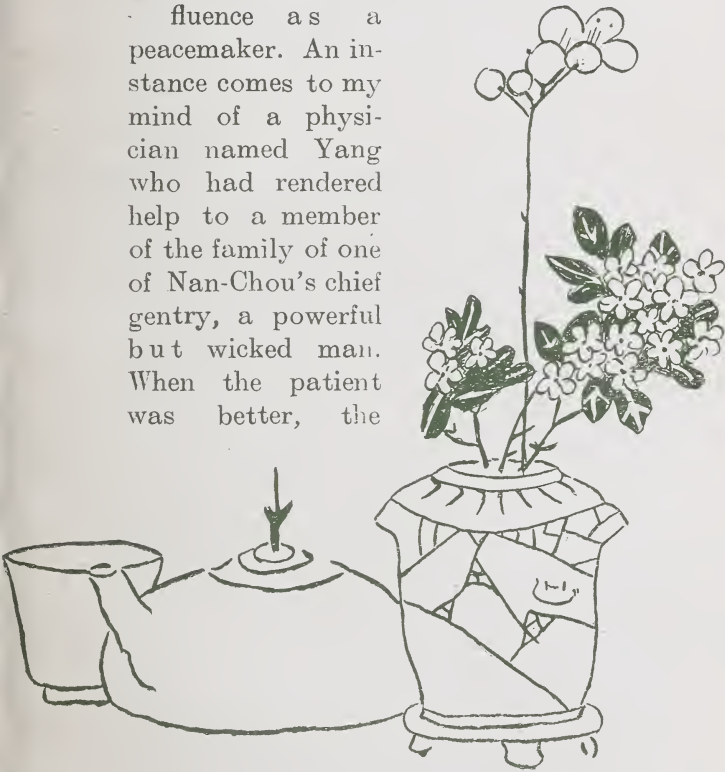 fluence as a
peacemaker. An in-
stance comes to my
mind of a physi-
cian named Yang
who had rendered
help to a member
of the family of one
of Nan-Chou's chief
gentry, a powerful
but wicked man.
When the patient
was better, the